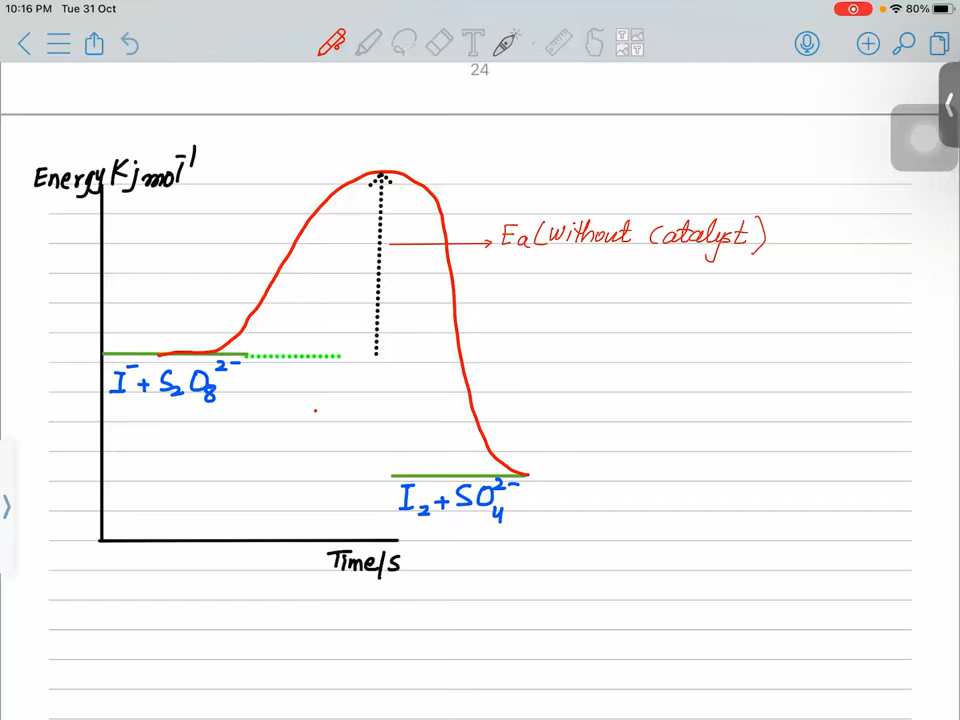 10:16 PM Tue 31 Oct
80%
24
Energy Kj mol⁻¹
Ea (without catalyst)
I⁻ + S₂O₈²⁻
I₂ + SO₄²⁻
Time/s